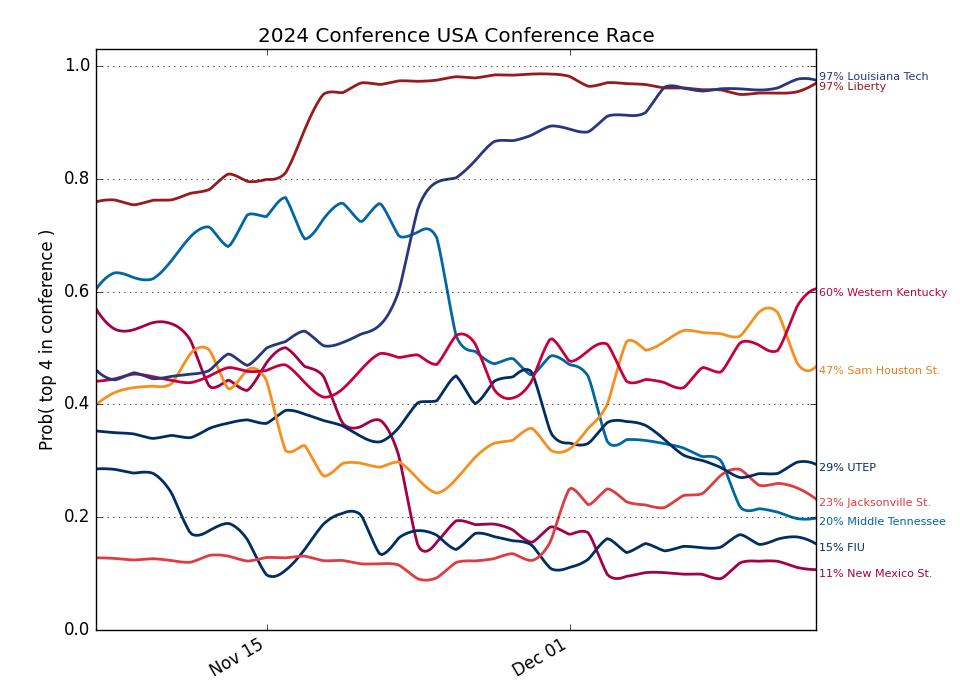 2024 Conference USA Conference Race
Prob( top 4 in conference )
1.0
0.8
0.6
0.4
0.2
0.0
Nov 15
Dec 01
97% Louisiana Tech
97% Liberty
60% Western Kentucky
47% Sam Houston St.
29% UTEP
23% Jacksonville St.
20% Middle Tennessee
15% FIU
11% New Mexico St.